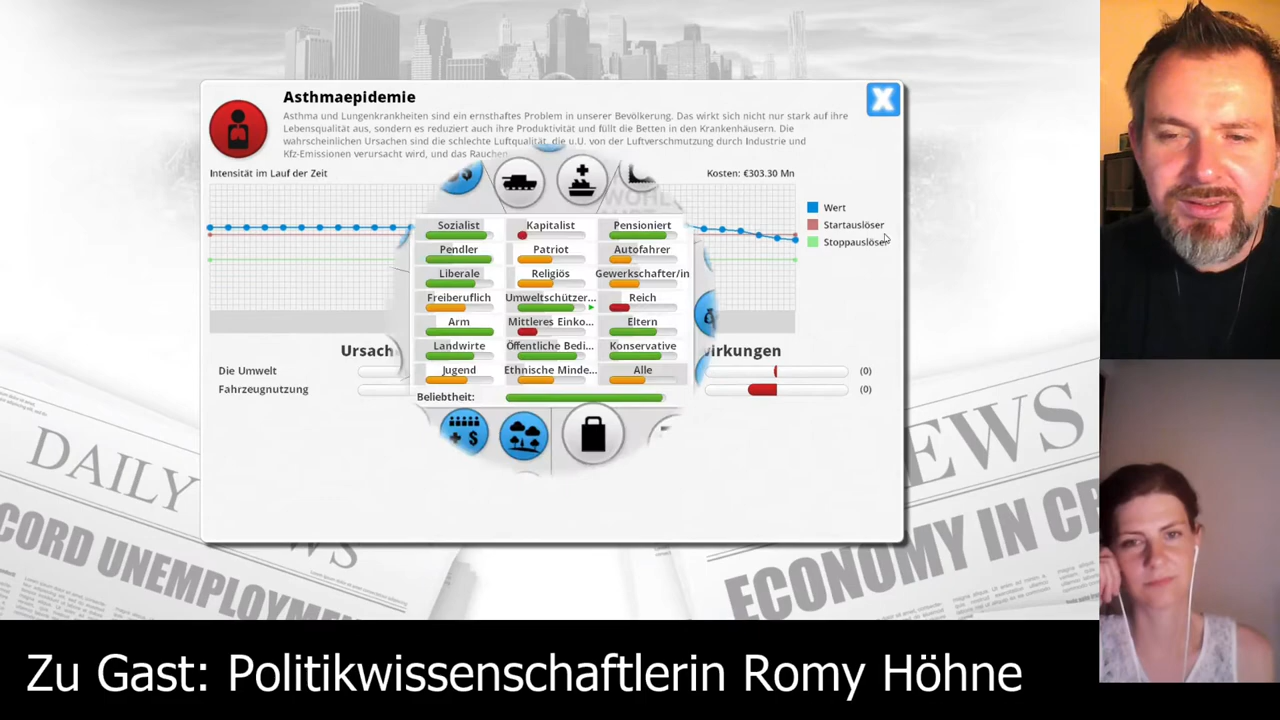 Asthmaepidemie
Asthma und Lungenkrankheiten sind ein ernsthaftes Problem in unserer Bevölkerung. Das wirkt sich nicht nur stark auf ihre
Lebensqualität aus, sondern es reduziert auch ihre Produktivität und füllt die Betten in den Krankenhäusern. Die
wahrscheinlichen Ursachen sind die schlechte Luftqualität, die u.U. von der Luftverschmutzung durch Industrie und
Kfz-Emissionen verursacht wird, und das Rauchen
Intensität im Lauf der Zeit
Kosten: €303.30 Mn
Wert
Startauslöser
Stoppauslöser
Sozialist Kapitalist Pensioniert
Pendler Patriot Autofahrer
Liberale Religiös Gewerkschafter/in
Freiberuflich Umweltschützer... Reich
Arm Mittleres Einko... Eltern
Landwirte Öffentliche Bedi... Konservative
Jugend Ethnische Minde... Alle
Beliebtheit:
Ursach
virkungen
Die Umwelt (0)
Fahrzeugnutzung (0)
DAILY
NEWS
CORD UNEMPLOYME
ECONOMY IN CR
Zu Gast: Politikwissenschaftlerin Romy Höhne